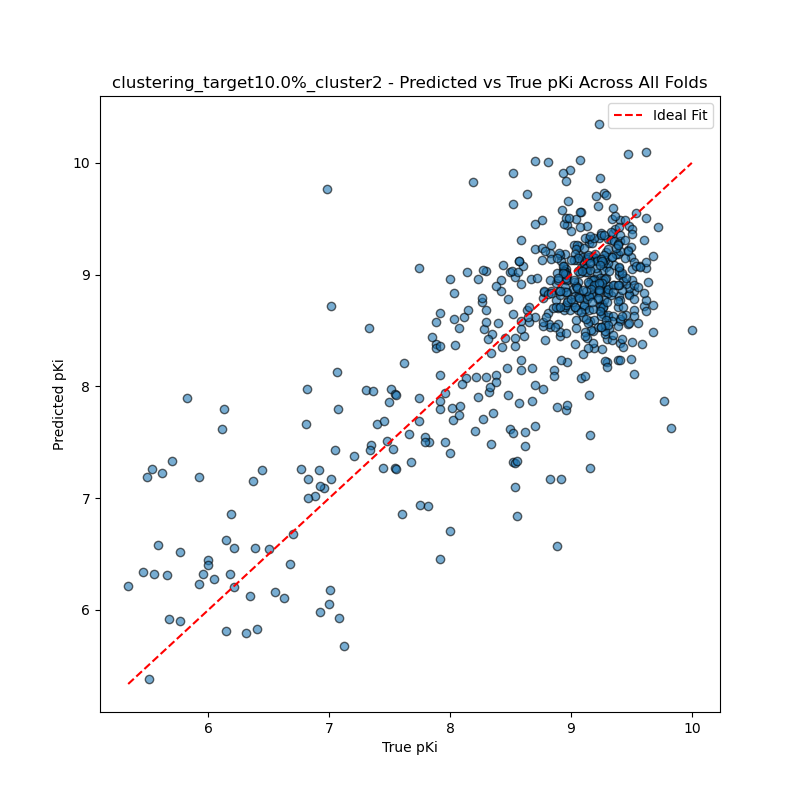 clustering_target10.0%_cluster2 - Predicted vs True pKi Across All Folds
Ideal Fit
10
9
8
7
6
Predicted pKi
6 7 8 9 10
True pKi